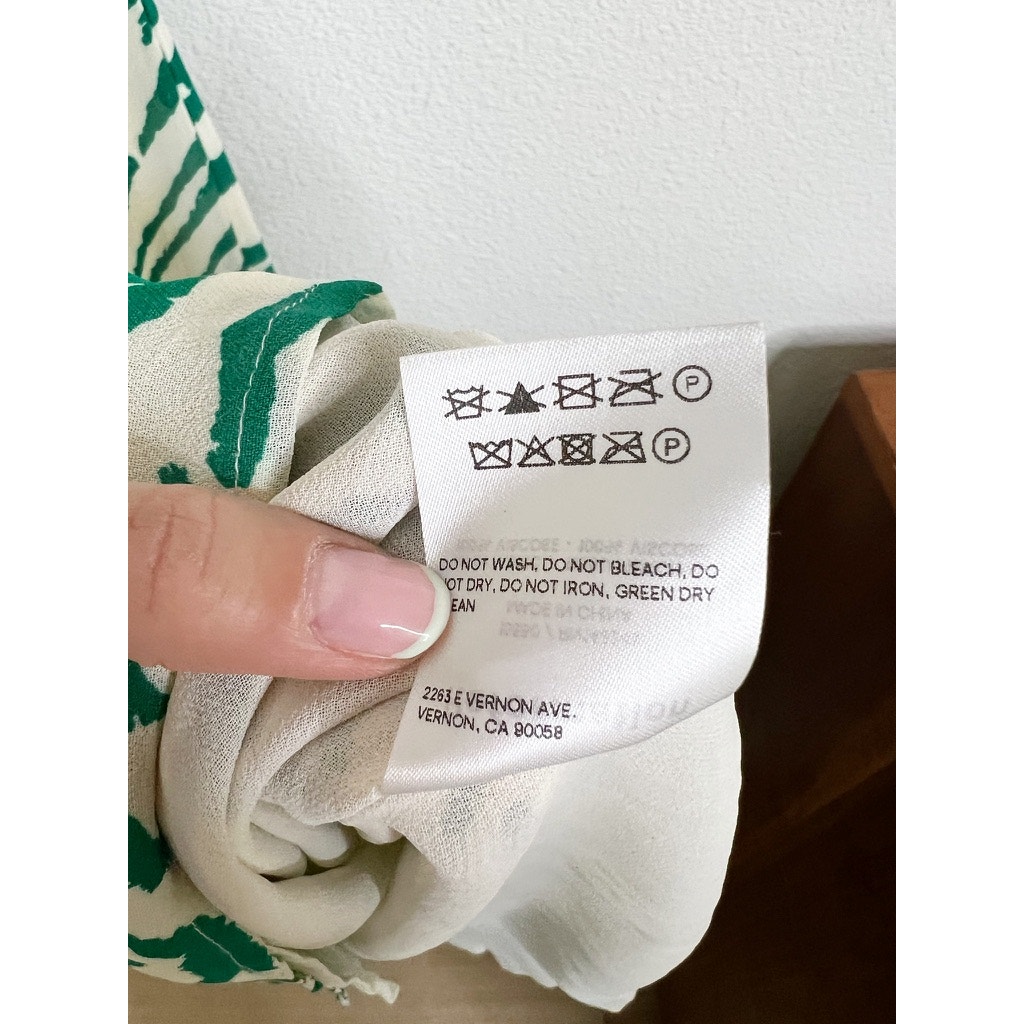 P
P
DO NOT WASH, DO NOT BLEACH, DO
NOT DRY, DO NOT IRON, GREEN DRY
EAN
2263 E VERNON AVE.
VERNON, CA 90058